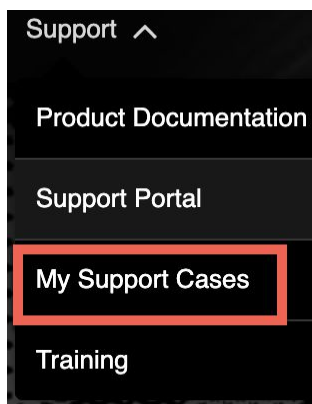 Support
Product Documentation
Support Portal
My Support Cases
Training